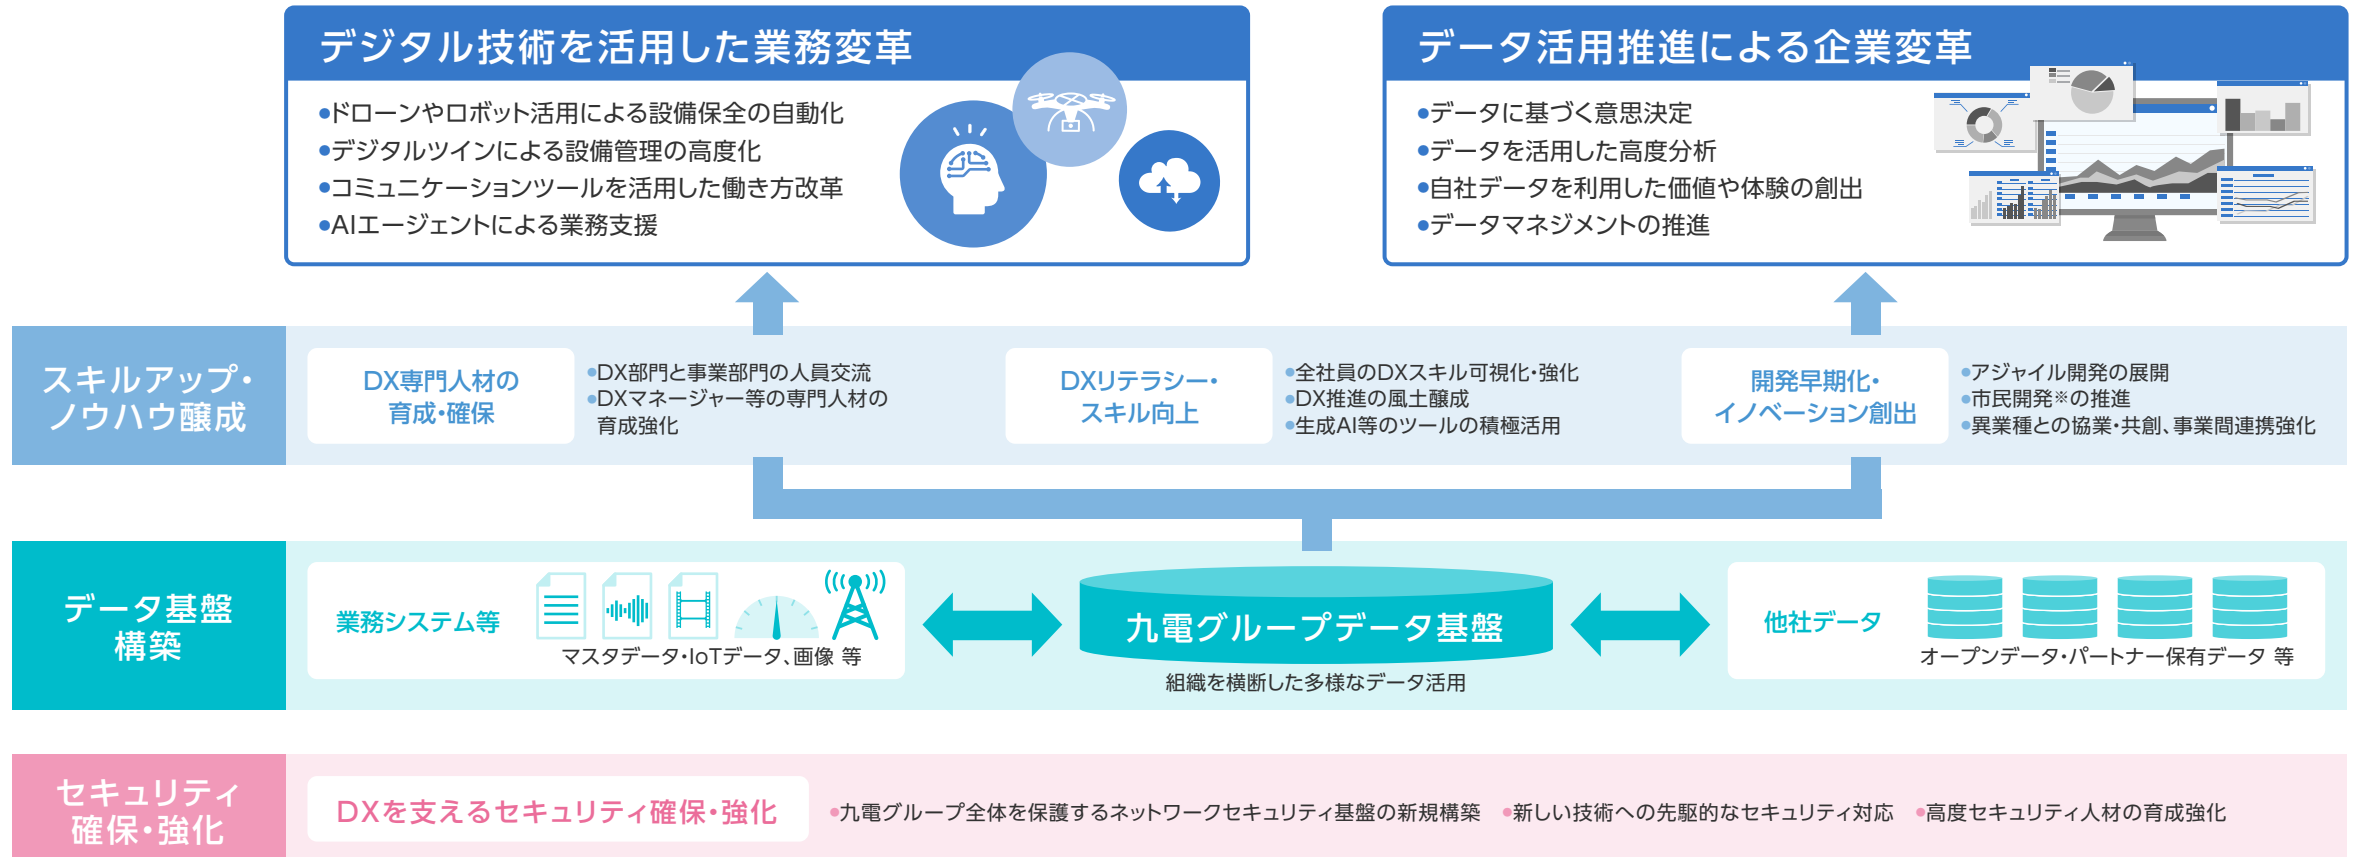 デジタル技術を活用した業務変革
●ドローンやロボット活用による設備保全の自動化
●デジタルツインによる設備管理の高度化
●コミュニケーションツールを活用した働き方改革
●AIエージェントによる業務支援
データ活用推進による企業変革
●データに基づく意思決定
●データを活用した高度分析
●自社データを利用した価値や体験の創出
●データマネジメントの推進
スキルアップ・
ノウハウ醸成
DX専門人材の
育成・確保
●DX部門と事業部門の人員交流
●DXマネージャー等の専門人材の
育成強化
DXリテラシー・
スキル向上
●全社員のDXスキル可視化・強化
●DX推進の風土醸成
●生成AI等のツールの積極活用
開発早期化・
イノベーション創出
●アジャイル開発の展開
●市民開発※の推進
●異業種との協業・共創、事業間連携強化
データ基盤
構築
業務システム等
マスタデータ・IoTデータ、画像 等
九電グループデータ基盤
組織を横断した多様なデータ活用
他社データ
オープンデータ・パートナー保有データ 等
セキュリティ
確保・強化
DXを支えるセキュリティ確保・強化
●九電グループ全体を保護するネットワークセキュリティ基盤の新規構築 ●新しい技術への先駆的なセキュリティ対応 ●高度セキュリティ人材の育成強化